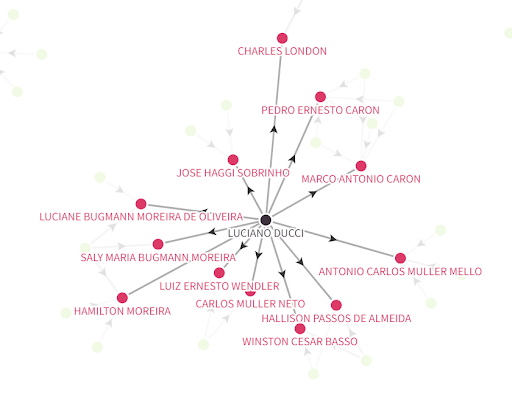 CHARLES LONDON
PEDRO ERNESTO CARON
JOSE HAGGI SOBRINHO
MARCO ANTONIO CARON
LUCIANE BUGMANN MOREIRA DE OLIVEIRA
LUCIANO DUCCI
SALY MARIA BUGMANN MOREIRA
ANTONIO CARLOS MULLER MELLO
LUIZ ERNESTO WENDLER
CARLOS MULLER NETO
HAMILTON MOREIRA
HALLISON PASSOS DE ALMEIDA
WINSTON CESAR BASSO